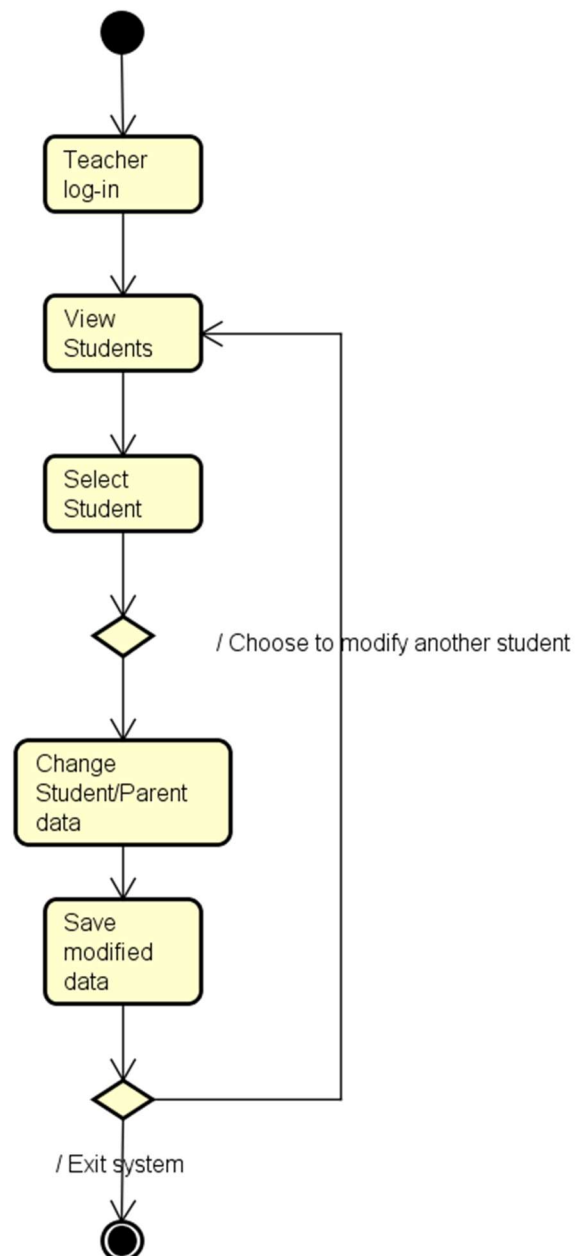 Teacher
log-in
View
Students
Select
Student
/ Choose to modify another student
Change
Student/Parent
data
Save
modified
data
/ Exit system